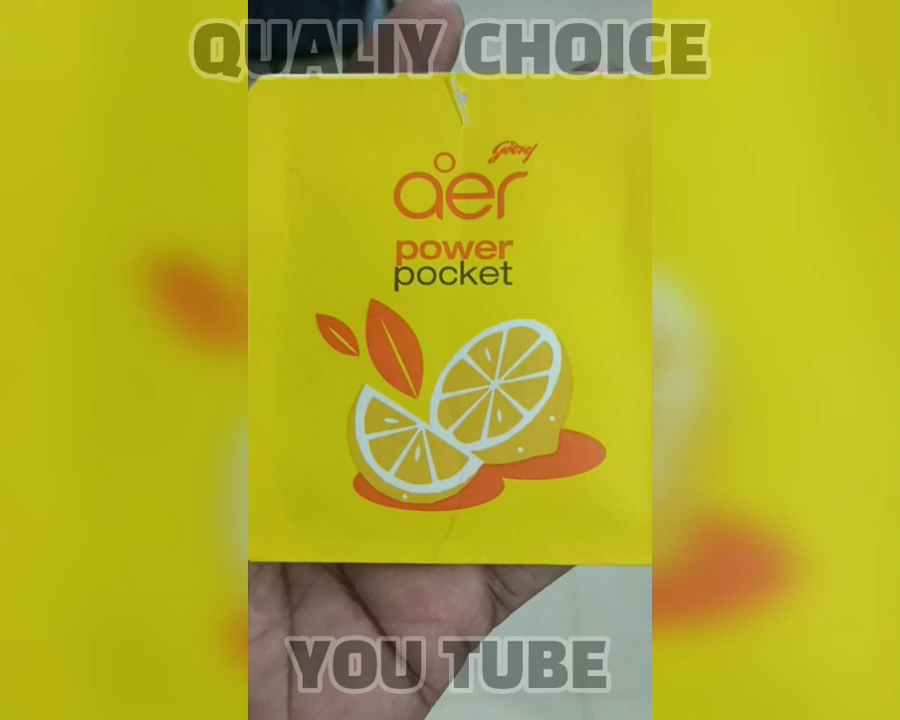 QUALIY CHOICE
Godrej
aer
power
pocket
YOU TUBE